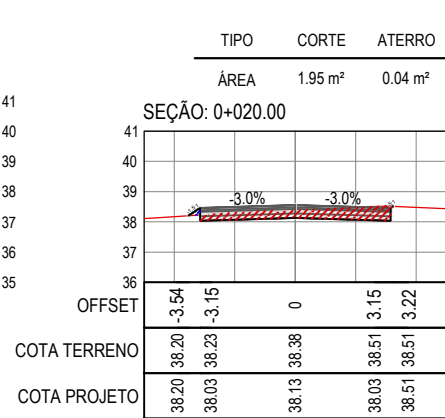 TIPO CORTE ATERRO
ÁREA 1.95 m² 0.04 m²
SEÇÃO: 0+020.00
41
40
39
38
37
36
35
41
40
39
38
37
36
-3.0% -3.0%
OFFSET -3.54 -3.15 0 3.15 3.22
COTA TERRENO 38.20 38.23 38.38 38.51 38.51
COTA PROJETO 38.20 38.03 38.13 38.03 38.51